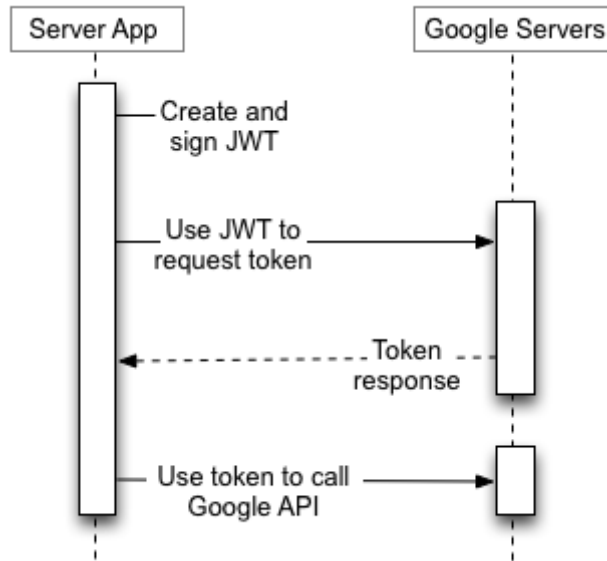 Server App
Google Servers
Create and
sign JWT
Use JWT to
request token
Token
response
Use token to call
Google API